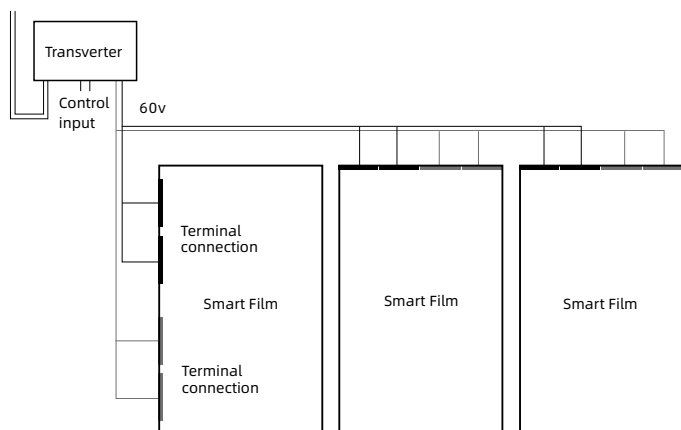 Transverter
Control
input
60v
Terminal
connection
Smart Film
Smart Film
Smart Film
Terminal
connection